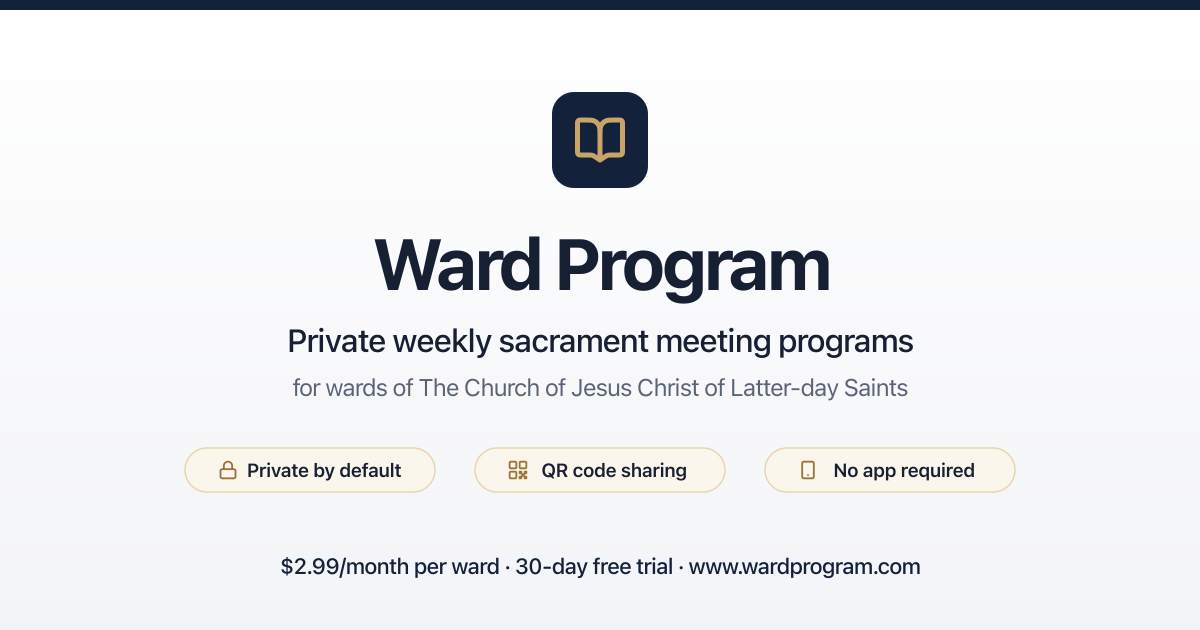 Ward Program
Private weekly sacrament meeting programs
for wards of The Church of Jesus Christ of Latter-day Saints
Private by default
QR code sharing
No app required
$2.99/month per ward · 30-day free trial · www.wardprogram.com